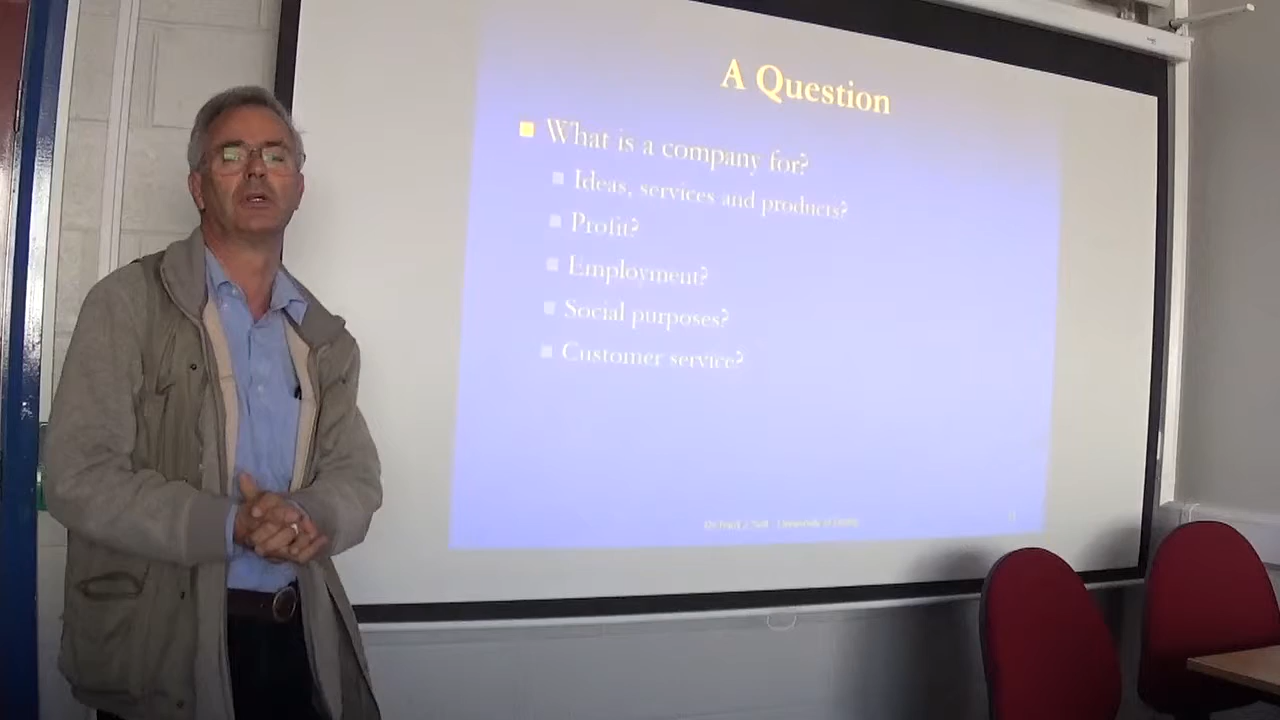 A Question
What is a company for?
Ideas, services and products?
Profit?
Employment?
Social purposes?
Customer service?